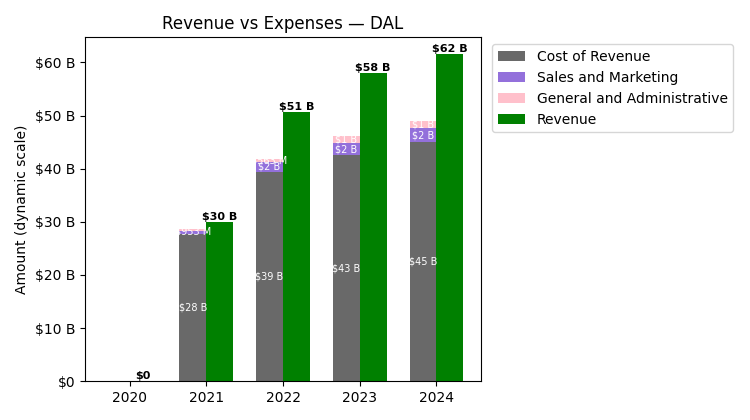 Revenue vs Expenses — DAL
Cost of Revenue
Sales and Marketing
General and Administrative
Revenue
Amount (dynamic scale)
$60 B
$50 B
$40 B
$30 B
$20 B
$10 B
$0
$0
$30 B
$28 B
$51 B
$2 B
$39 B
$58 B
$1 B
$2 B
$43 B
$62 B
$1 B
$2 B
$45 B
2020
2021
2022
2023
2024